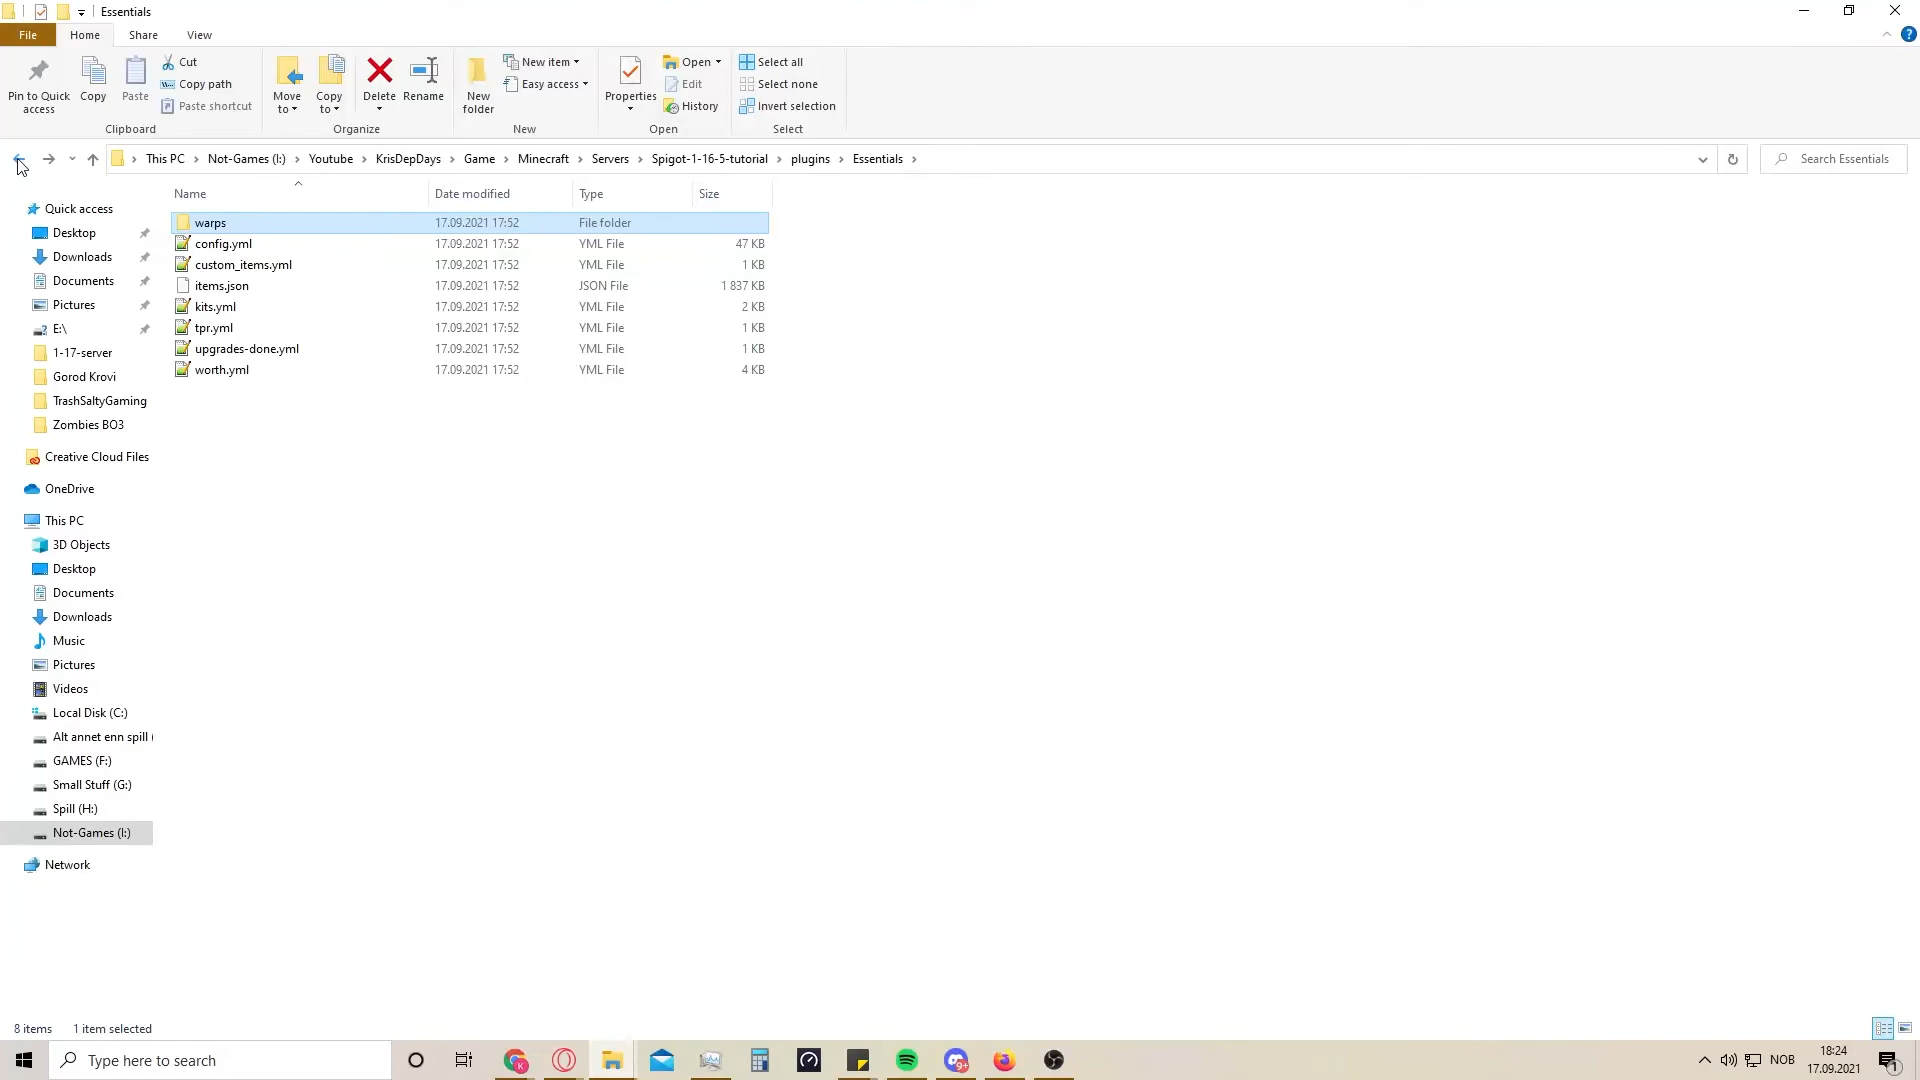 Essentials
File Home Share View
Pin to Quick access
Copy
Paste
Cut
Copy path
Paste shortcut
Clipboard
Move to
Copy to
Delete
Rename
Organize
New folder
New item
Easy access
New
Properties
Open
Edit
History
Open
Select all
Select none
Invert selection
Select
This PC Not-Games (I:) Youtube KrisDepDays Game Minecraft Servers Spigot-1-16-5-tutorial plugins Essentials
Search Essentials
Name Date modified Type Size
warps 17.09.2021 17:52 File folder
config.yml 17.09.2021 17:52 YML File 47 KB
custom_items.yml 17.09.2021 17:52 YML File 1 KB
items.json 17.09.2021 17:52 JSON File 1 837 KB
kits.yml 17.09.2021 17:52 YML File 2 KB
tpr.yml 17.09.2021 17:52 YML File 1 KB
upgrades-done.yml 17.09.2021 17:52 YML File 1 KB
worth.yml 17.09.2021 17:52 YML File 4 KB
Quick access
Desktop
Downloads
Documents
Pictures
E:\
1-17-server
Gorod Krovi
TrashSaltyGaming
Zombies BO3
Creative Cloud Files
OneDrive
This PC
3D Objects
Desktop
Documents
Downloads
Music
Pictures
Videos
Local Disk (C:)
Alt annet enn spill (
GAMES (F:)
Small Stuff (G:)
Spill (H:)
Not-Games (I:)
Network
8 items 1 item selected
Type here to search
K
9+
NOB
18:24
17.09.2021
1